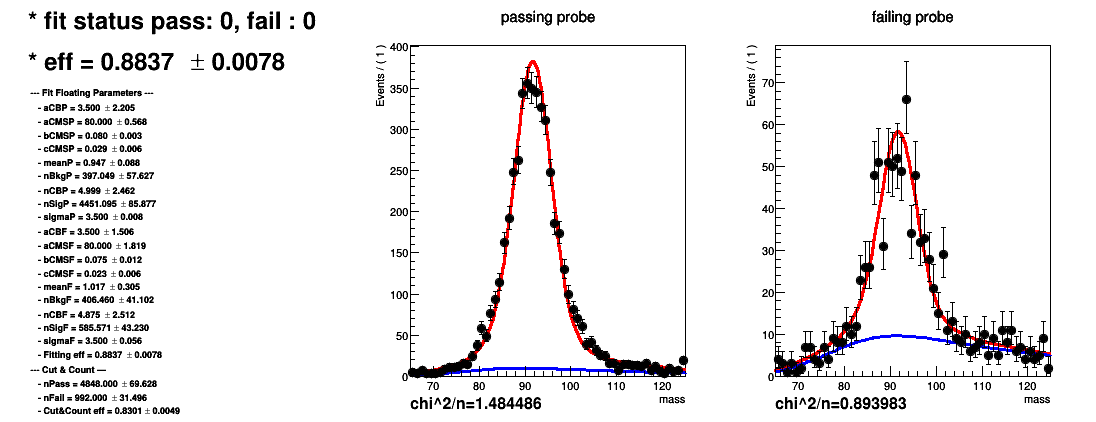 * fit status pass: 0, fail : 0
* eff = 0.8837 ± 0.0078
--- Fit Floating Parameters ---
- aCBP = 3.500 ± 2.205
- aCMSP = 80.000 ± 0.568
- bCMSP = 0.080 ± 0.003
- cCMSP = 0.029 ± 0.006
- meanP = 0.947 ± 0.088
- nBkgP = 397.049 ± 57.627
- nCBP = 4.999 ± 2.462
- nSigP = 4451.095 ± 85.877
- sigmaP = 3.500 ± 0.008
- aCBF = 3.500 ± 1.506
- aCMSF = 80.000 ± 1.819
- bCMSF = 0.075 ± 0.012
- cCMSF = 0.023 ± 0.006
- meanF = 1.017 ± 0.305
- nBkgF = 406.460 ± 41.102
- nCBF = 4.875 ± 2.512
- nSigF = 585.571 ± 43.230
- sigmaF = 3.500 ± 0.056
- Fitting eff = 0.8837 ± 0.0078
--- Cut & Count ---
- nPass = 4848.000 ± 69.628
- nFail = 992.000 ± 31.496
- Cut&Count eff = 0.8301 ± 0.0049
passing probe
Events / ( 1 )
400
350
300
250
200
150
100
50
0
70 80 90 100 110 120
mass
chi^2/n=1.484486
failing probe
Events / ( 1 )
70
60
50
40
30
20
10
0
70 80 90 100 110 120
mass
chi^2/n=0.893983